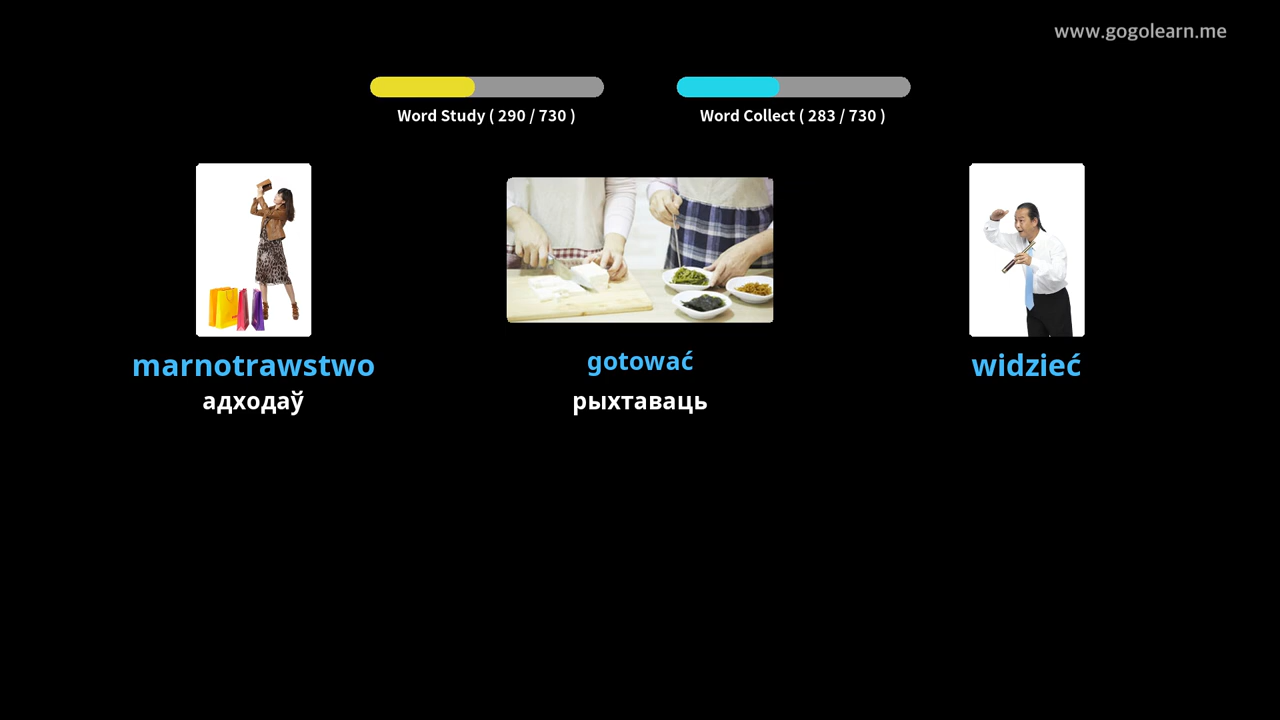 www.gogolearn.me
Word Study ( 290 / 730 )
Word Collect ( 283 / 730 )
marnotrawstwo
адходаў
gotować
рыхтаваць
widzieć